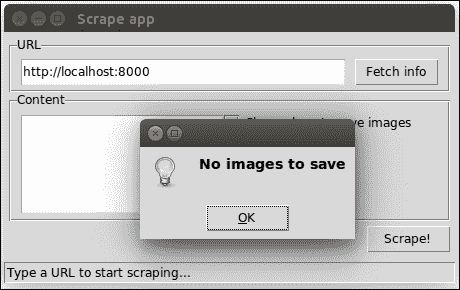 Scrape app
URL
http://localhost:8000
Fetch info
Content
images
No images to save
OK
Scrape!
Type a URL to start scraping...